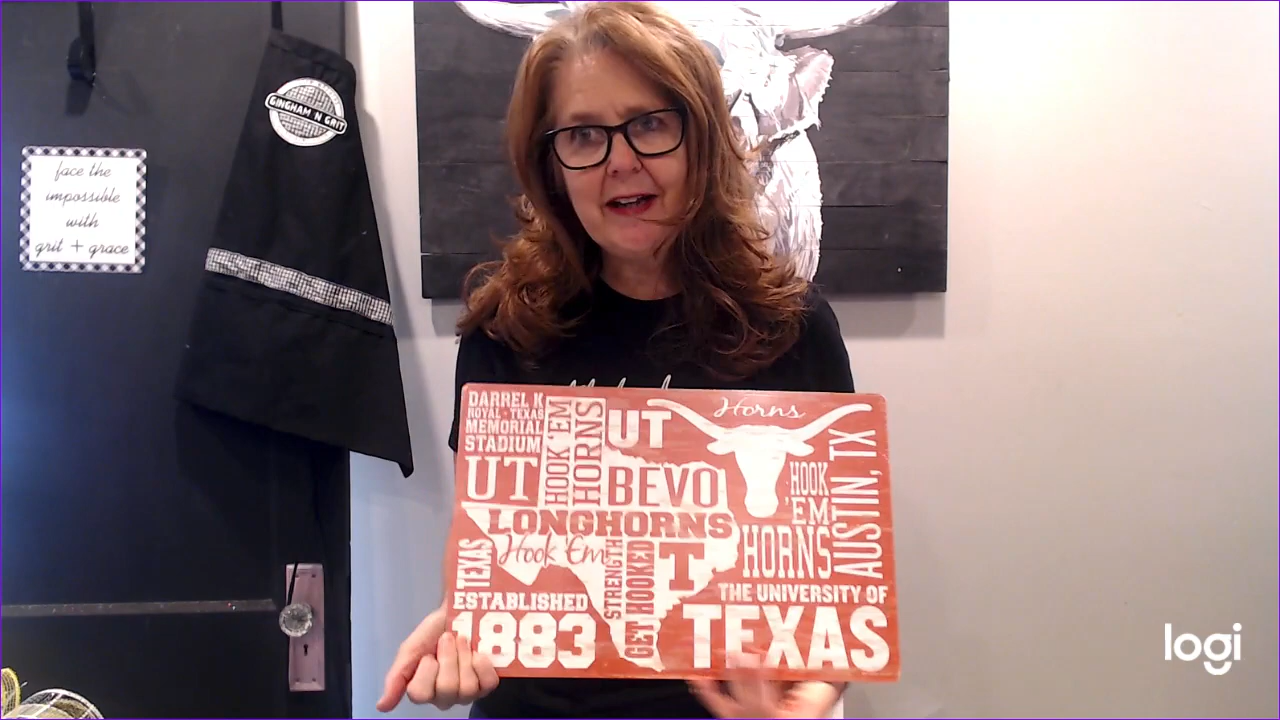 GINGHAM N GRIT
face the
impossible
with
grit + grace
DARREL K
ROYAL - TEXAS
MEMORIAL
STADIUM
UT
HOOK 'EM
HORNS
UT
Horns
BEVO
LONGHORNS
Hook 'Em
TEXAS
ESTABLISHED
1883
STRENGTH
GET HOOKED
T
HOOK
'EM
HORNS
AUSTIN, TX
THE UNIVERSITY OF
TEXAS
logi